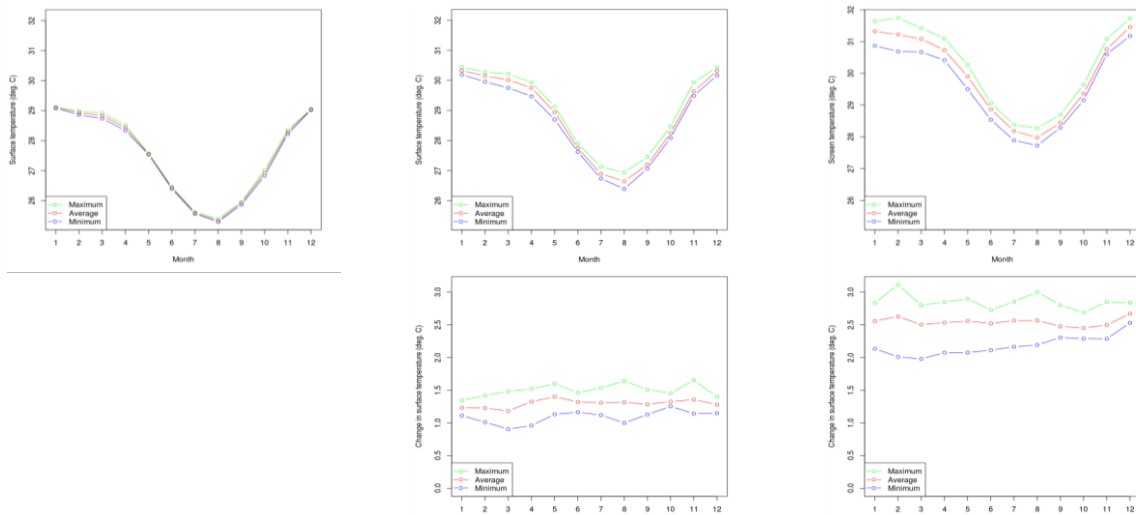 Surface temperature (deg. C)
32
31
30
29
28
27
26
Maximum
Average
Minimum
1 2 3 4 5 6 7 8 9 10 11 12
Month
Surface temperature (deg. C)
32
31
30
29
28
27
26
Maximum
Average
Minimum
1 2 3 4 5 6 7 8 9 10 11 12
Month
Screen temperature (deg. C)
32
31
30
29
28
27
26
Maximum
Average
Minimum
1 2 3 4 5 6 7 8 9 10 11 12
Month
Change in surface temperature (deg. C)
3.0
2.5
2.0
1.5
1.0
0.5
0.0
Maximum
Average
Minimum
1 2 3 4 5 6 7 8 9 10 11 12
Change in surface temperature (deg. C)
3.0
2.5
2.0
1.5
1.0
0.5
0.0
Maximum
Average
Minimum
1 2 3 4 5 6 7 8 9 10 11 12